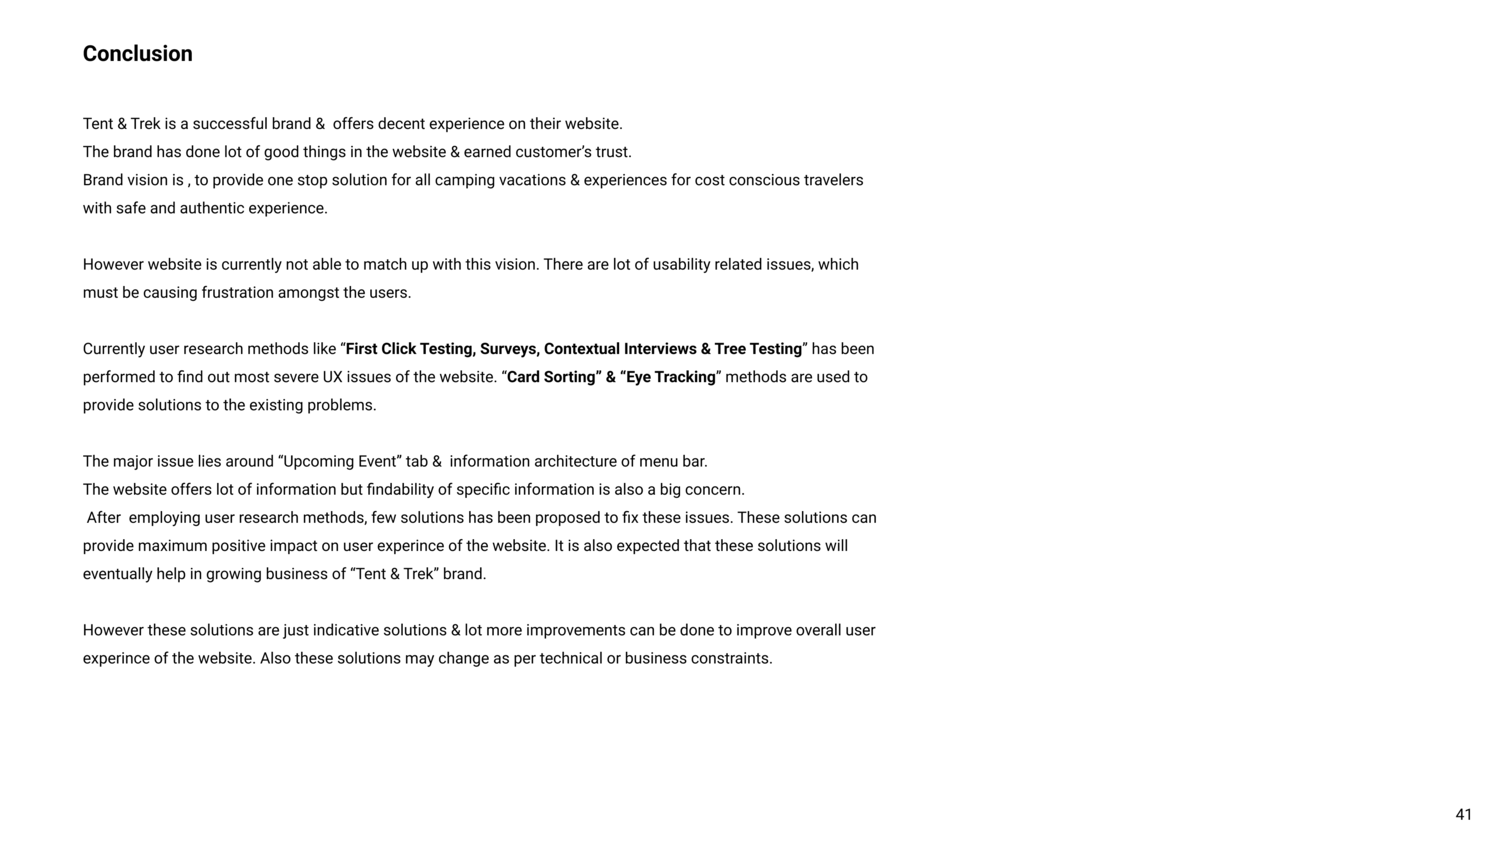 Conclusion
Tent & Trek is a successful brand &  offers decent experience on their website.
The brand has done lot of good things in the website & earned customer’s trust.
Brand vision is , to provide one stop solution for all camping vacations & experiences for cost conscious travelers
with safe and authentic experience.
However website is currently not able to match up with this vision. There are lot of usability related issues, which
must be causing frustration amongst the users.
Currently user research methods like “First Click Testing, Surveys, Contextual Interviews & Tree Testing” has been
performed to find out most severe UX issues of the website. “Card Sorting” & “Eye Tracking” methods are used to
provide solutions to the existing problems.
The major issue lies around “Upcoming Event” tab &  information architecture of menu bar.
The website offers lot of information but findability of specific information is also a big concern.
After  employing user research methods, few solutions has been proposed to fix these issues. These solutions can
provide maximum positive impact on user experince of the website. It is also expected that these solutions will
eventually help in growing business of “Tent & Trek” brand.
However these solutions are just indicative solutions & lot more improvements can be done to improve overall user
experince of the website. Also these solutions may change as per technical or business constraints.
41